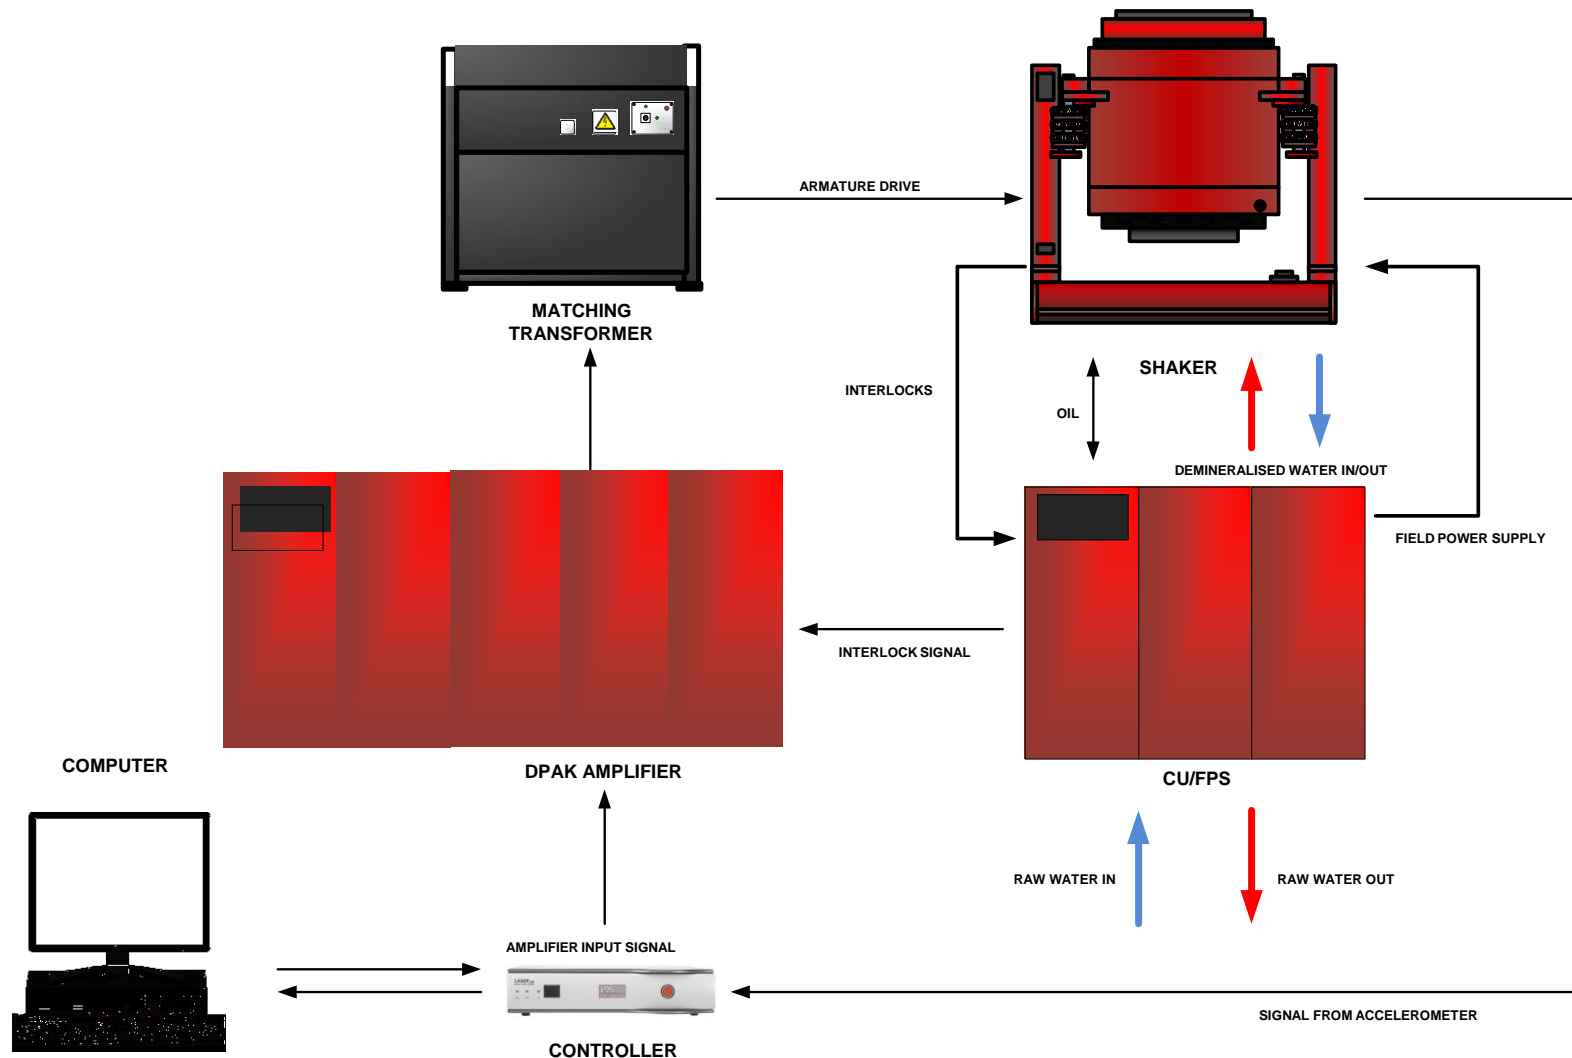 ARMATURE DRIVE
MATCHING
TRANSFORMER
SHAKER
INTERLOCKS
OIL
DEMINERALISED WATER IN/OUT
FIELD POWER SUPPLY
INTERLOCK SIGNAL
COMPUTER
DPAK AMPLIFIER
CU/FPS
RAW WATER IN
RAW WATER OUT
AMPLIFIER INPUT SIGNAL
LASER
SIGNAL FROM ACCELEROMETER
CONTROLLER